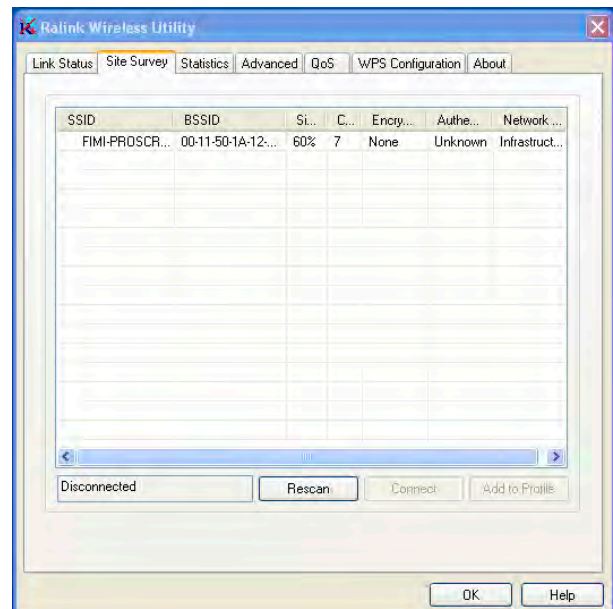 Ralink Wireless Utility
Link Status Site Survey Statistics Advanced QoS WPS Configuration About
SSID BSSID Si... C... Encry... Authe... Network ...
FIMI-PROSCR... 00-11-50-1A-12-... 60% 7 None Unknown Infrastruct...
Disconnected Rescan Connect Add to Profile
OK Help